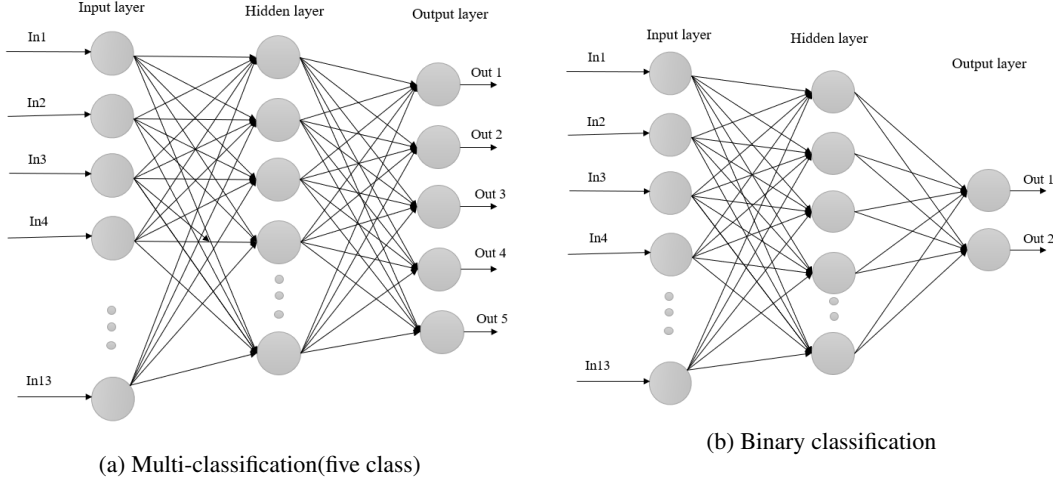 Input layer
Hidden layer
Output layer
In1
In2
In3
In4
In13
Out 1
Out 2
Out 3
Out 4
Out 5
(a) Multi-classification(five class)
Input layer
Hidden layer
Output layer
In1
In2
In3
In4
In13
Out 1
Out 2
(b) Binary classification